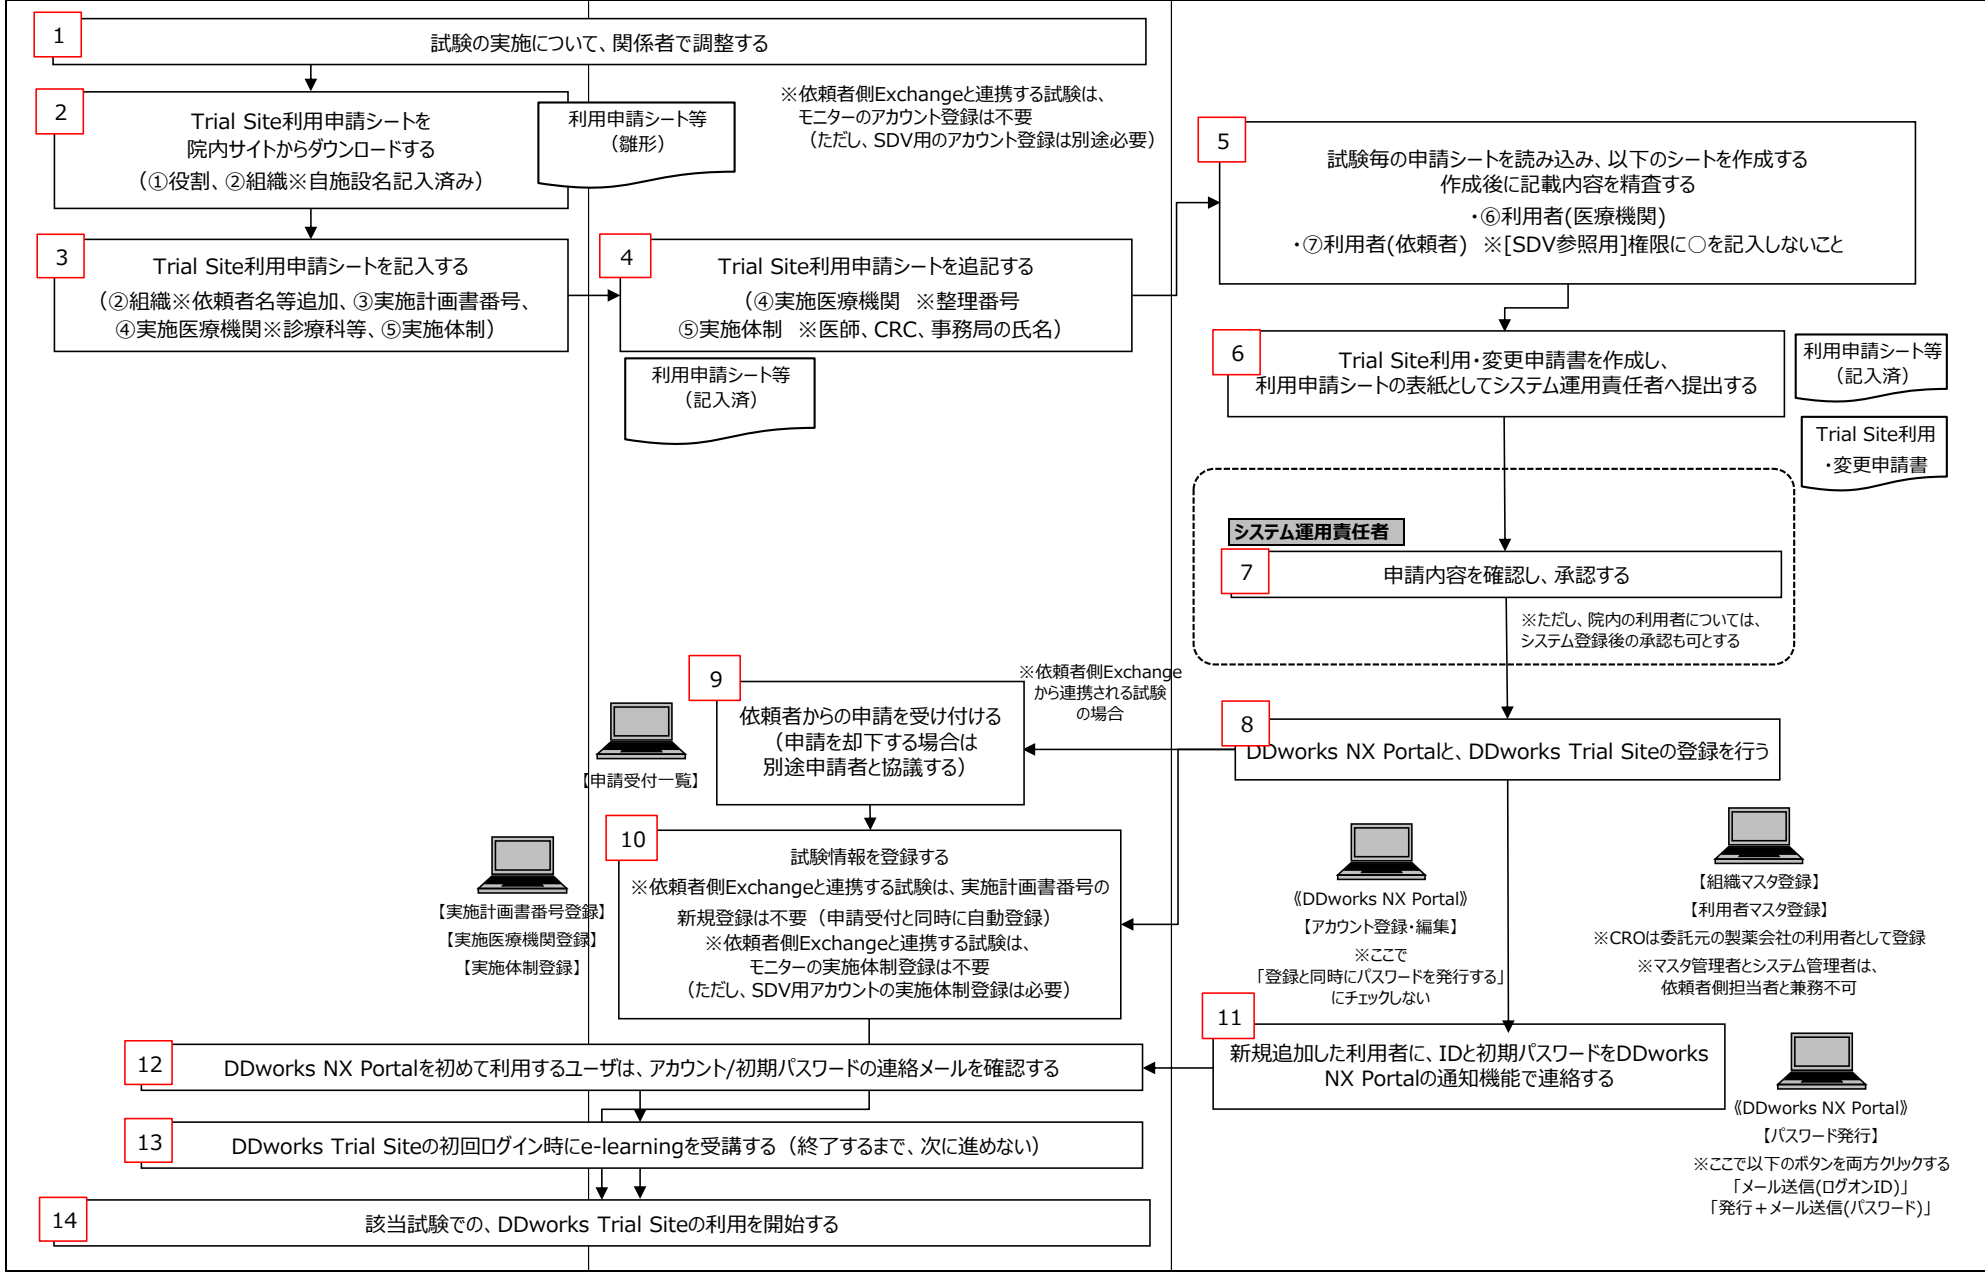 1
試験の実施について、関係者で調整する
2
Trial Site利用申請シートを
院内サイトからダウンロードする
（①役割、②組織※自施設名記入済み）
利用申請シート等
（雛形）
※依頼者側Exchangeと連携する試験は、
モニターのアカウント登録は不要
（ただし、SDV用のアカウント登録は別途必要）
3
Trial Site利用申請シートを記入する
（②組織※依頼者名等追加、③実施計画書番号、
④実施医療機関※診療科等、⑤実施体制）
4
Trial Site利用申請シートを追記する
（④実施医療機関　※整理番号
⑤実施体制　※医師、CRC、事務局の氏名）
利用申請シート等
（記入済）
5
試験毎の申請シートを読み込み、以下のシートを作成する
作成後に記載内容を精査する
・⑥利用者(医療機関)
・⑦利用者(依頼者)　※[SDV参照用]権限に○を記入しないこと
6
Trial Site利用・変更申請書を作成し、
利用申請シートの表紙としてシステム運用責任者へ提出する
利用申請シート等
（記入済）
Trial Site利用
・変更申請書
システム運用責任者
7
申請内容を確認し、承認する
※ただし、院内の利用者については、
システム登録後の承認も可とする
8
DDworks NX Portalと、DDworks Trial Siteの登録を行う
※依頼者側Exchange
から連携される試験
の場合
9
依頼者からの申請を受け付ける
（申請を却下する場合は
別途申請者と協議する）
【申請受付一覧】
10
試験情報を登録する
※依頼者側Exchangeと連携する試験は、実施計画書番号の
新規登録は不要（申請受付と同時に自動登録）
※依頼者側Exchangeと連携する試験は、
モニターの実施体制登録は不要
（ただし、SDV用アカウントの実施体制登録は必要）
【実施計画書番号登録】
【実施医療機関登録】
【実施体制登録】
《DDworks NX Portal》
【アカウント登録・編集】
※ここで
「登録と同時にパスワードを発行する」
にチェックしない
【組織マスタ登録】
【利用者マスタ登録】
※CROは委託元の製薬会社の利用者として登録
※マスタ管理者とシステム管理者は、
依頼者側担当者と兼務不可
11
新規追加した利用者に、IDと初期パスワードをDDworks
NX Portalの通知機能で連絡する
《DDworks NX Portal》
【パスワード発行】
※ここで以下のボタンを両方クリックする
「メール送信(ログオンID)」
「発行＋メール送信(パスワード)」
12
DDworks NX Portalを初めて利用するユーザは、アカウント/初期パスワードの連絡メールを確認する
13
DDworks Trial Siteの初回ログイン時にe-learningを受講する（終了するまで、次に進めない）
14
該当試験での、DDworks Trial Siteの利用を開始する